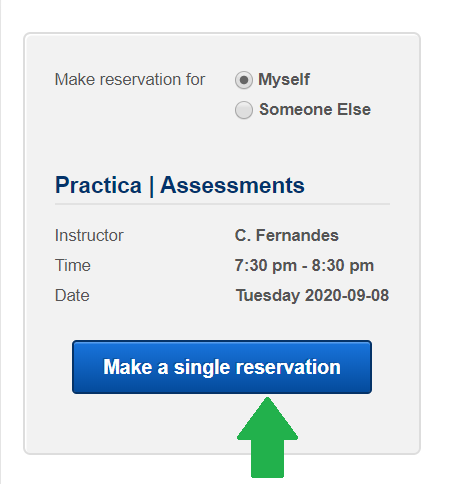 Make reservation for Myself
Someone Else
Practica | Assessments
Instructor C. Fernandes
Time 7:30 pm - 8:30 pm
Date Tuesday 2020-09-08
Make a single reservation